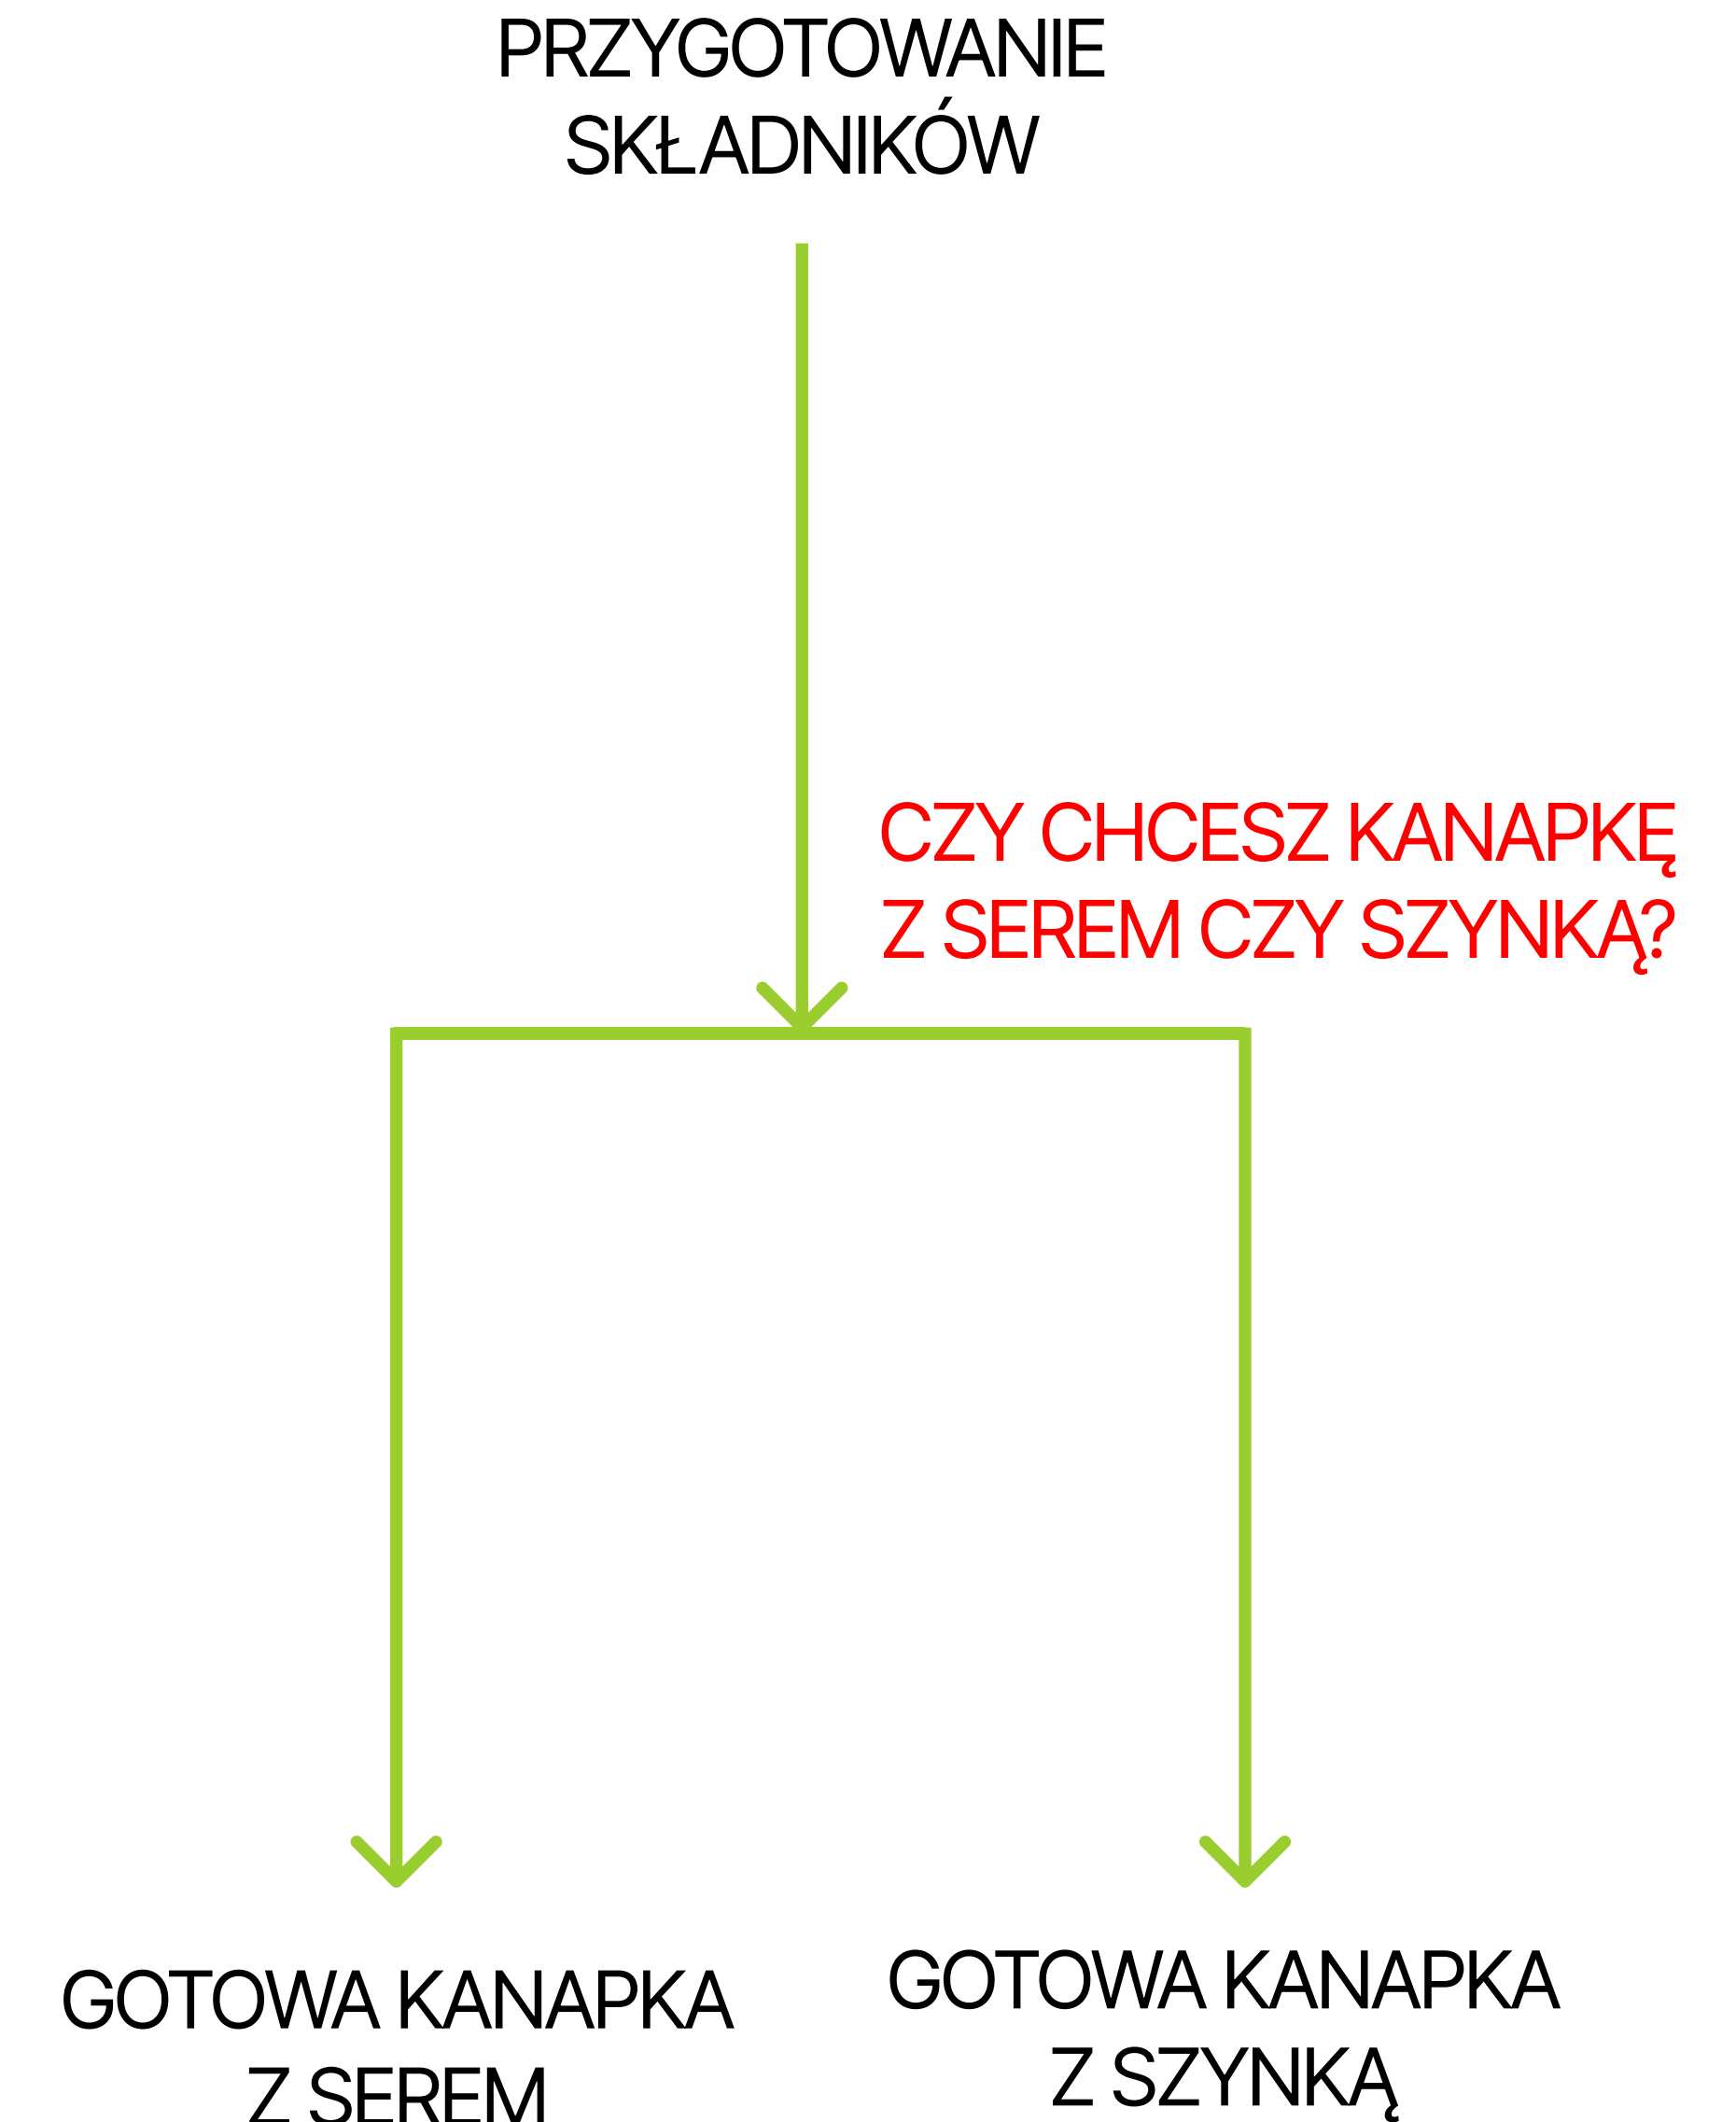 PRZYGOTOWANIE
SKŁADNIKÓW
CZY CHCESZ KANAPKĘ
Z SEREM CZY SZYNKĄ?
GOTOWA KANAPKA
Z SEREM
GOTOWA KANAPKA
Z SZYNKĄ